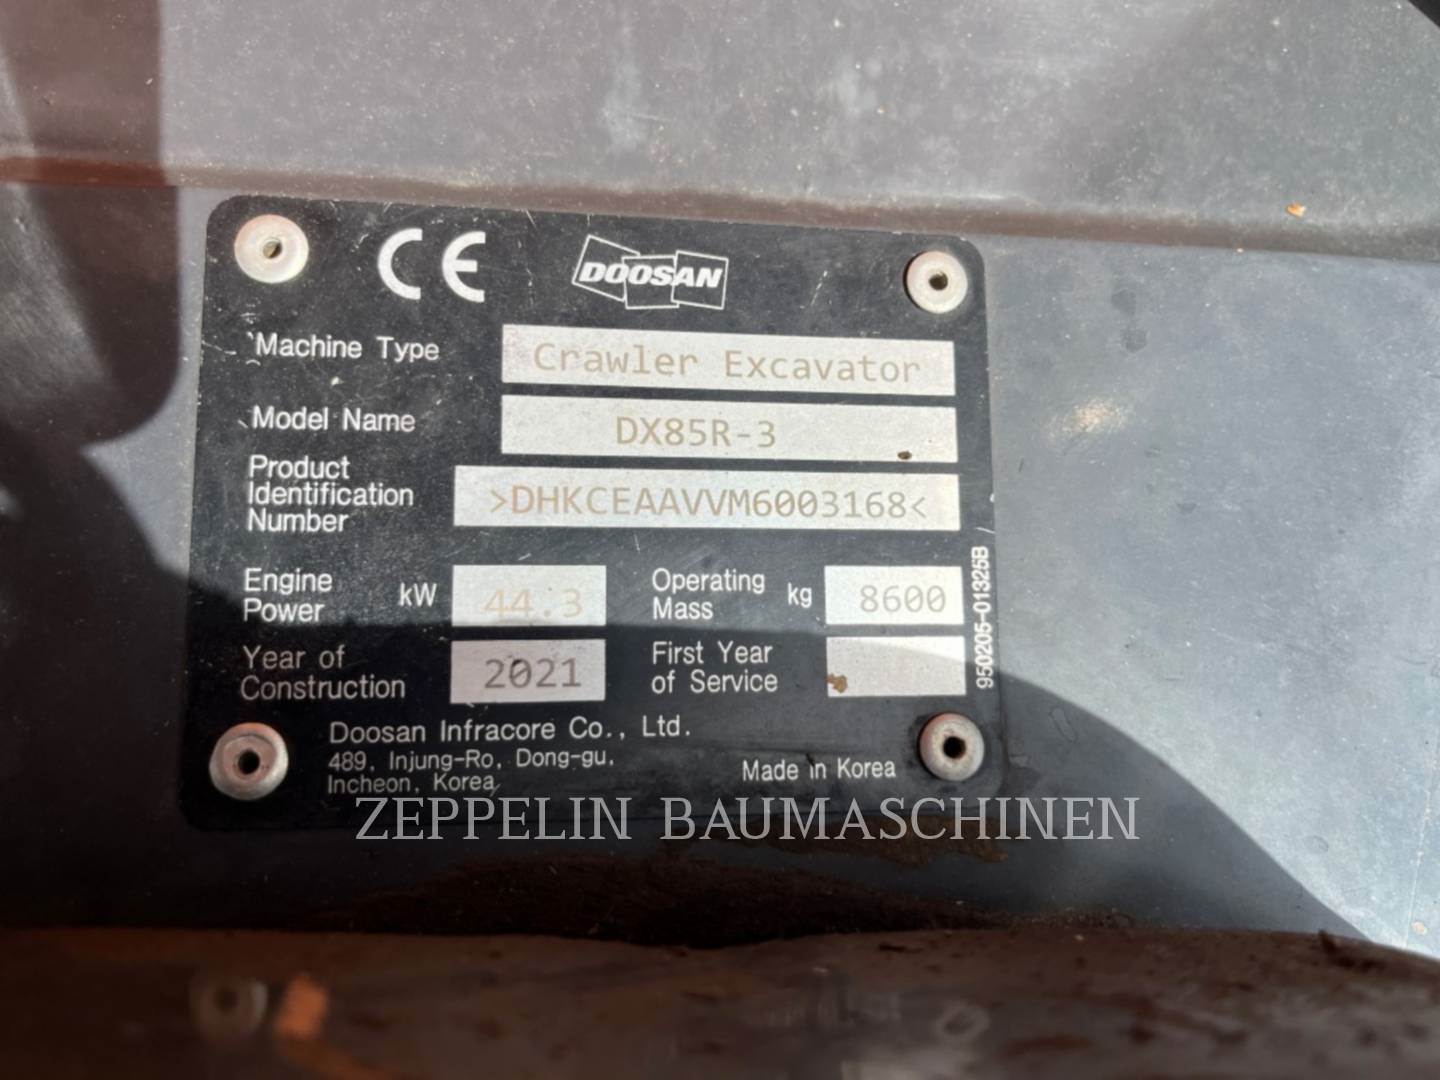 CE DOOSAN
Machine Type Crawler Excavator
Model Name DX85R-3
Product
Identification
Number >DHKCEAAVVM6003168<
Engine
Power kW 44.3
Operating
Mass kg 8600
Year of
Construction 2021
First Year
of Service
950205-01325B
Doosan Infracore Co., Ltd.
489, Injung-Ro, Dong-gu,
Incheon, Korea
Made in Korea
ZEPPELIN BAUMASCHINEN